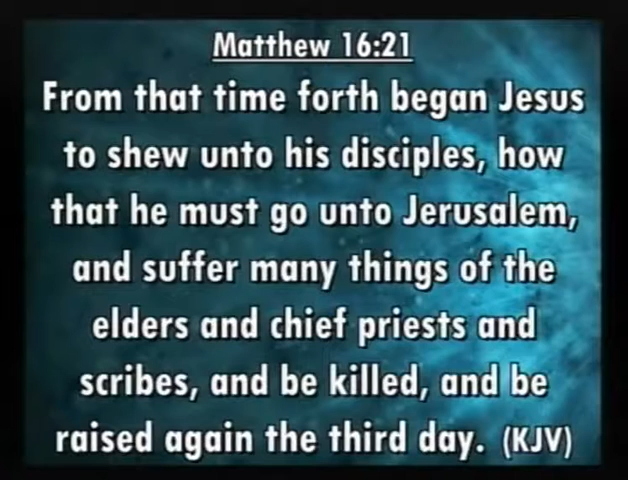 Matthew 16:21
From that time forth began Jesus
to shew unto his disciples, how
that he must go unto Jerusalem,
and suffer many things of the
elders and chief priests and
scribes, and be killed, and be
raised again the third day. (KJV)